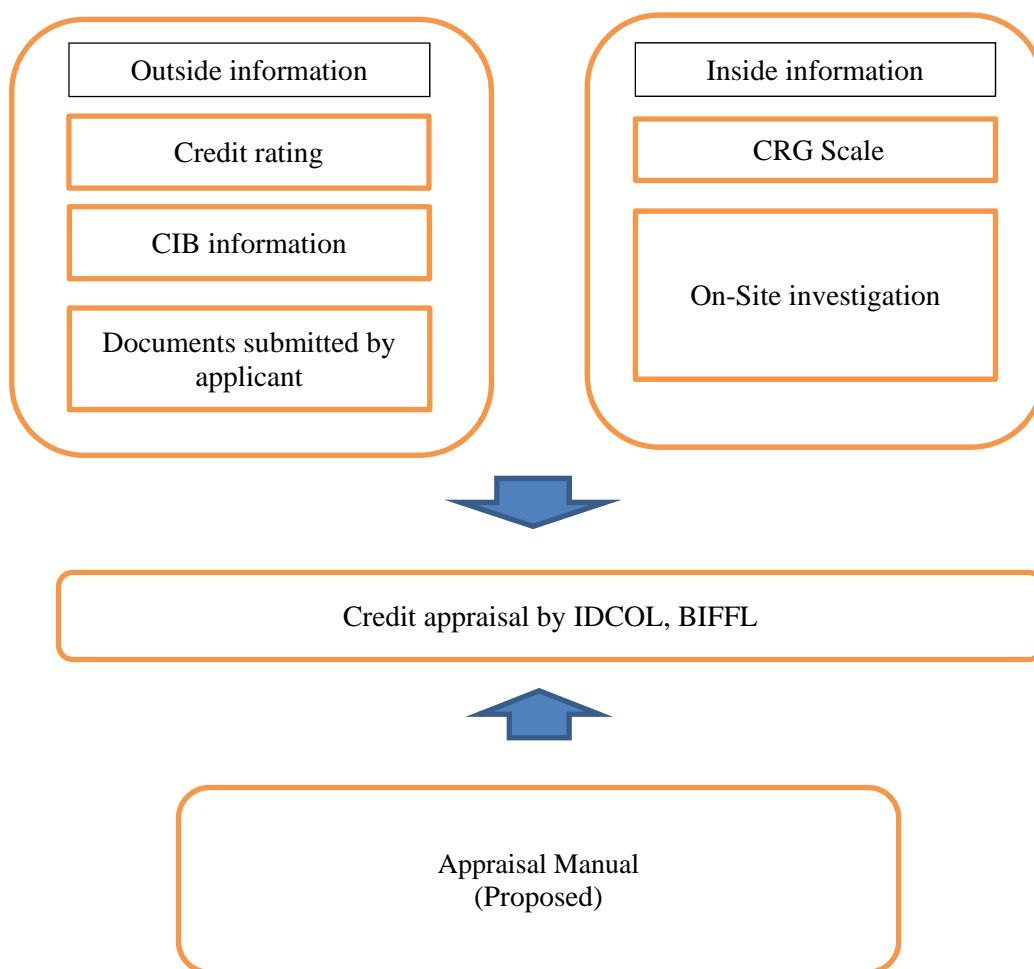 Outside information
Credit rating
CIB information
Documents submitted by
applicant
Inside information
CRG Scale
On-Site investigation
Credit appraisal by IDCOL, BIFFL
Appraisal Manual
(Proposed)